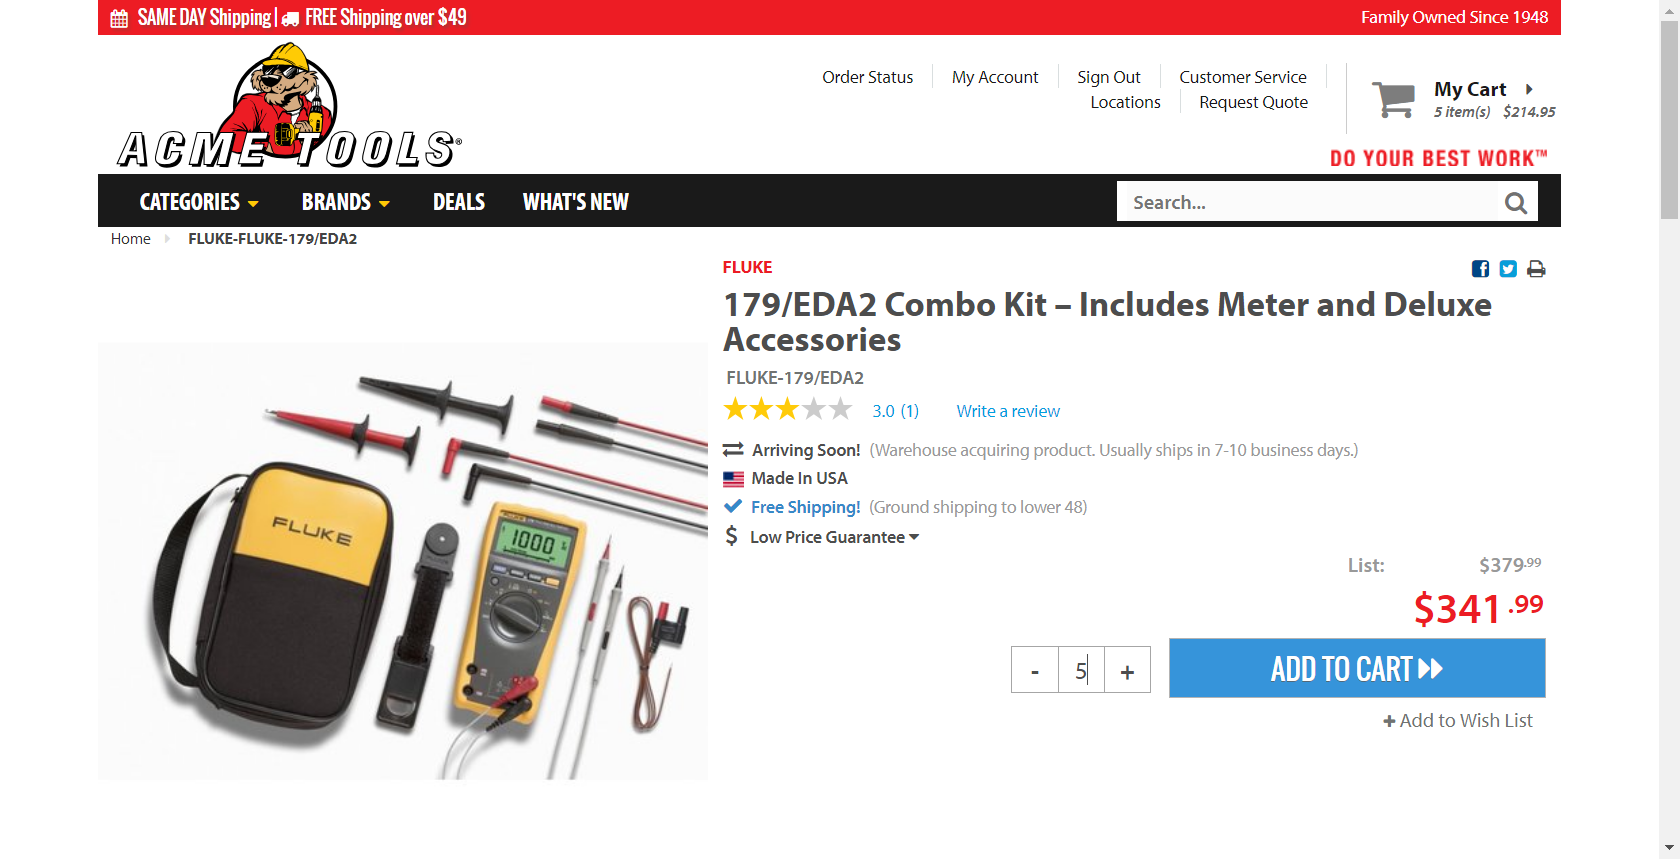 SAME DAY Shipping | FREE Shipping over $49
Family Owned Since 1948
ACME TOOLS®
Order Status
My Account
Sign Out
Customer Service
Locations
Request Quote
My Cart
5 item(s) $214.95
DO YOUR BEST WORK™
CATEGORIES
BRANDS
DEALS
WHAT'S NEW
Search...
Home
FLUKE-FLUKE-179/EDA2
FLUKE
179/EDA2 Combo Kit – Includes Meter and Deluxe
Accessories
FLUKE-179/EDA2
3.0 (1)
Write a review
Arriving Soon! (Warehouse acquiring product. Usually ships in 7-10 business days.)
Made In USA
Free Shipping! (Ground shipping to lower 48)
$ Low Price Guarantee
List: $379.99
$341.99
- 5 +
ADD TO CART
+ Add to Wish List
FLUKE
1000